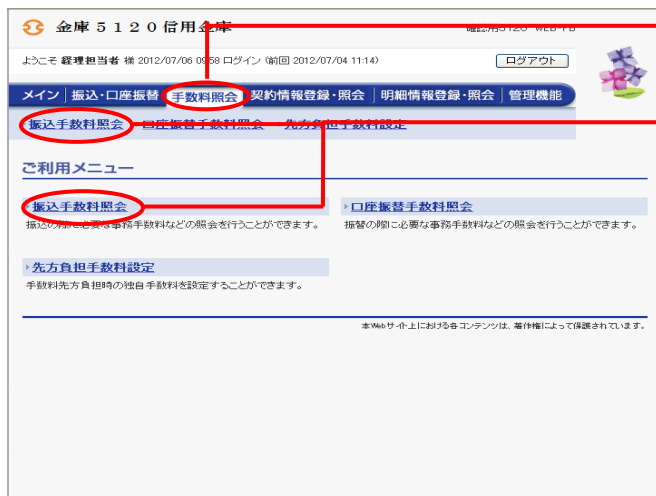 金庫5120信用金庫
確認用5120 WEB-FB
ようこそ 経理担当者 様 2012/07/06 09:58 ログイン (前回 2012/07/04 11:14)
ログアウト
メイン 振込・口座振替 手数料照会 契約情報登録・照会 明細情報登録・照会 管理機能
振込手数料照会 口座振替手数料照会 先方負担手数料設定
ご利用メニュー
振込手数料照会 口座振替手数料照会
振込の際に必要な事務手数料などの照会を行うことができます。 振替の際に必要な事務手数料などの照会を行うことができます。
先方負担手数料設定
手数料先方負担時の独自手数料を設定することができます。
本Webサイト上における各コンテンツは、著作権によって保護されています。